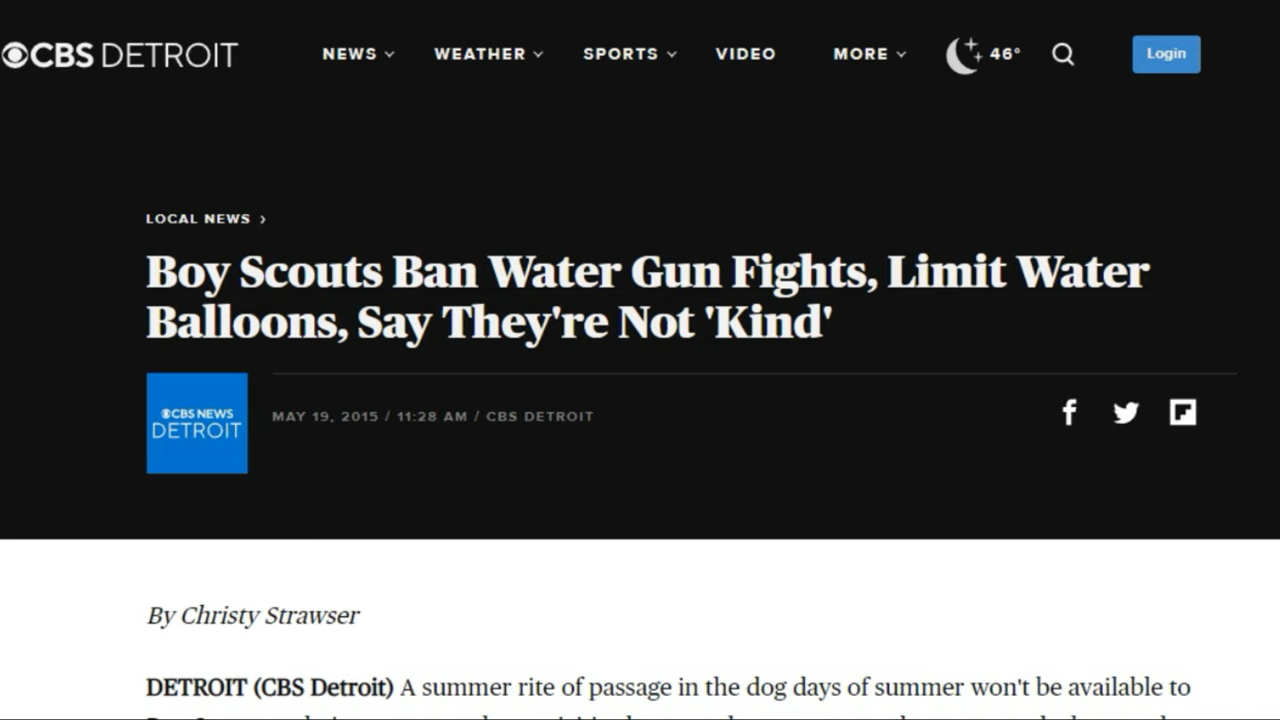 CBS DETROIT NEWS WEATHER SPORTS VIDEO MORE 46° Login
LOCAL NEWS >
Boy Scouts Ban Water Gun Fights, Limit Water
Balloons, Say They're Not 'Kind'
CBS NEWS
DETROIT
MAY 19, 2015 / 11:28 AM / CBS DETROIT
By Christy Strawser
DETROIT (CBS Detroit) A summer rite of passage in the dog days of summer won't be available to